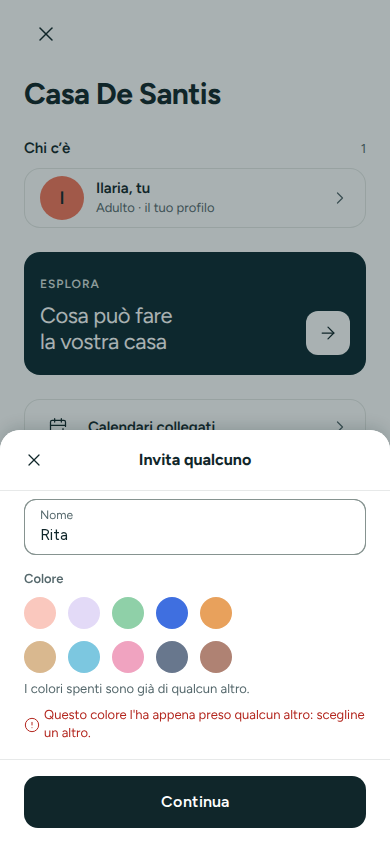 Casa De Santis
Chi c'è
1
I
Ilaria, tu
Adulto · il tuo profilo
ESPLORA
Cosa può fare
la vostra casa
Calendari collegati
Invita qualcuno
Nome
Rita
Colore
I colori spenti sono già di qualcun altro.
Questo colore l'ha appena preso qualcun altro: scegline
un altro.
Continua